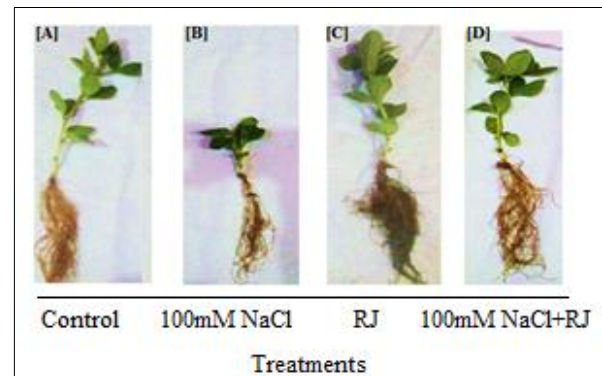 [A] [B] [C] [D]
Control 100mM NaCl RJ 100mM NaCl+RJ
Treatments